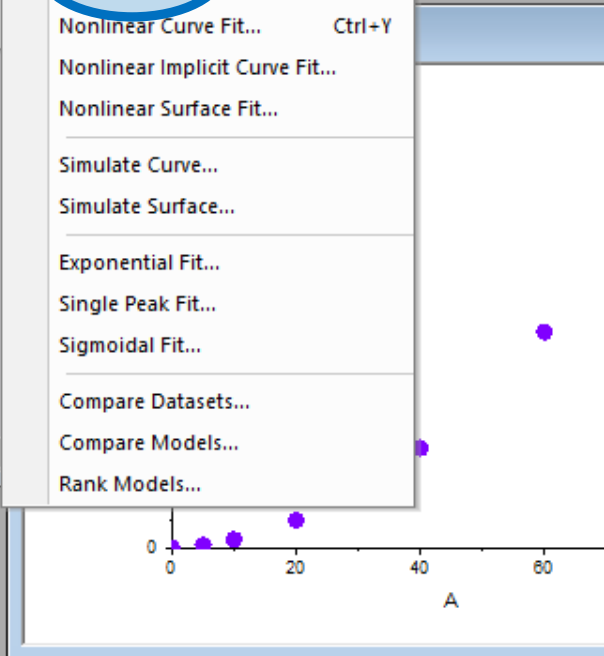 Nonlinear Curve Fit... Ctrl+Y
Nonlinear Implicit Curve Fit...
Nonlinear Surface Fit...
Simulate Curve...
Simulate Surface...
Exponential Fit...
Single Peak Fit...
Sigmoidal Fit...
Compare Datasets...
Compare Models...
Rank Models...
0
0 20 40 60
A